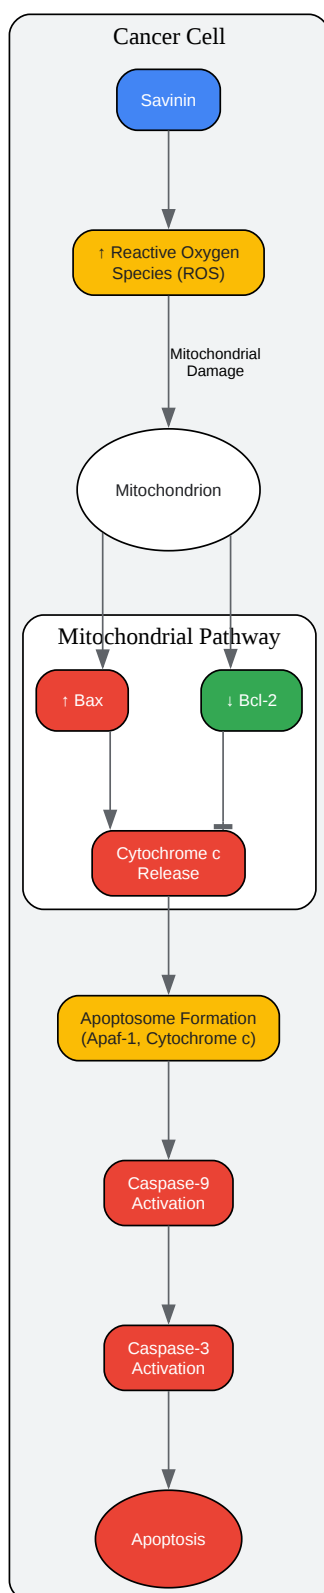 Cancer Cell
Savinin
↑ Reactive Oxygen
Species (ROS)
Mitochondrial
Damage
Mitochondrion
Mitochondrial Pathway
↑ Bax
↓ Bcl-2
Cytochrome c
Release
Apoptosome Formation
(Apaf-1, Cytochrome c)
Caspase-9
Activation
Caspase-3
Activation
Apoptosis